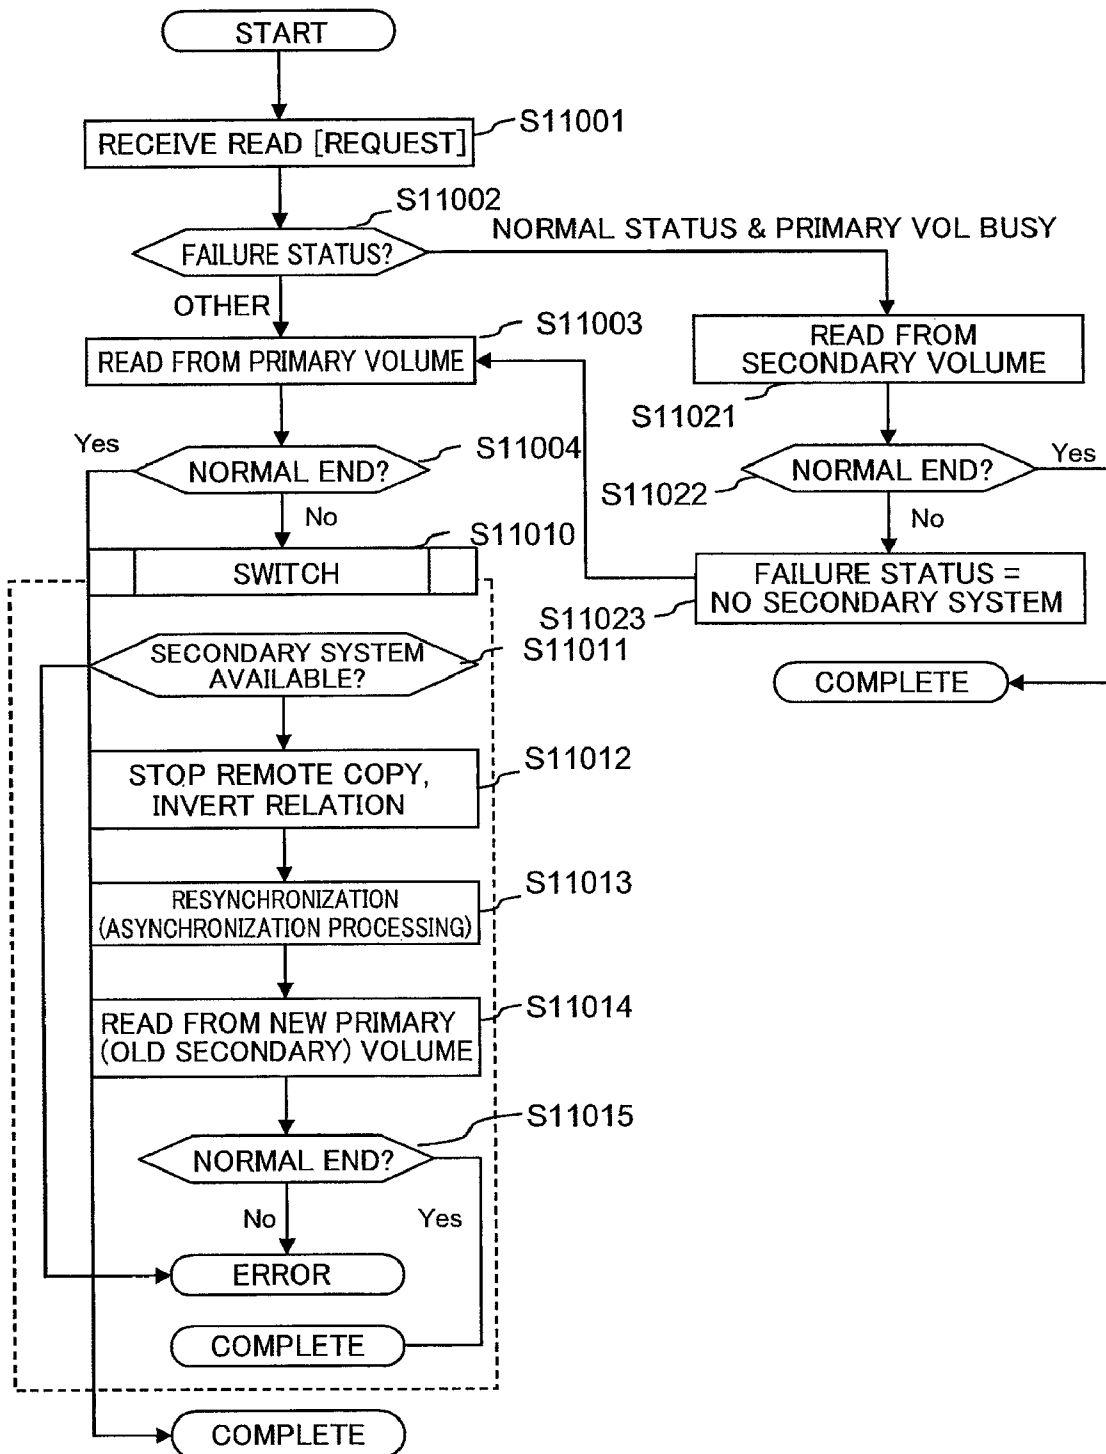 START
RECEIVE READ [REQUEST]
S11001
S11002
FAILURE STATUS?
NORMAL STATUS & PRIMARY VOL BUSY
OTHER
S11003
READ FROM PRIMARY VOLUME
READ FROM
SECONDARY VOLUME
S11021
Yes
S11004
NORMAL END?
No
NORMAL END?
Yes
S11022
No
S11010
SWITCH
FAILURE STATUS =
NO SECONDARY SYSTEM
S11023
SECONDARY SYSTEM
AVAILABLE?
S11011
COMPLETE
STOP REMOTE COPY,
INVERT RELATION
S11012
RESYNCHRONIZATION
(ASYNCHRONIZATION PROCESSING)
S11013
READ FROM NEW PRIMARY
(OLD SECONDARY) VOLUME
S11014
S11015
NORMAL END?
No
Yes
ERROR
COMPLETE
COMPLETE